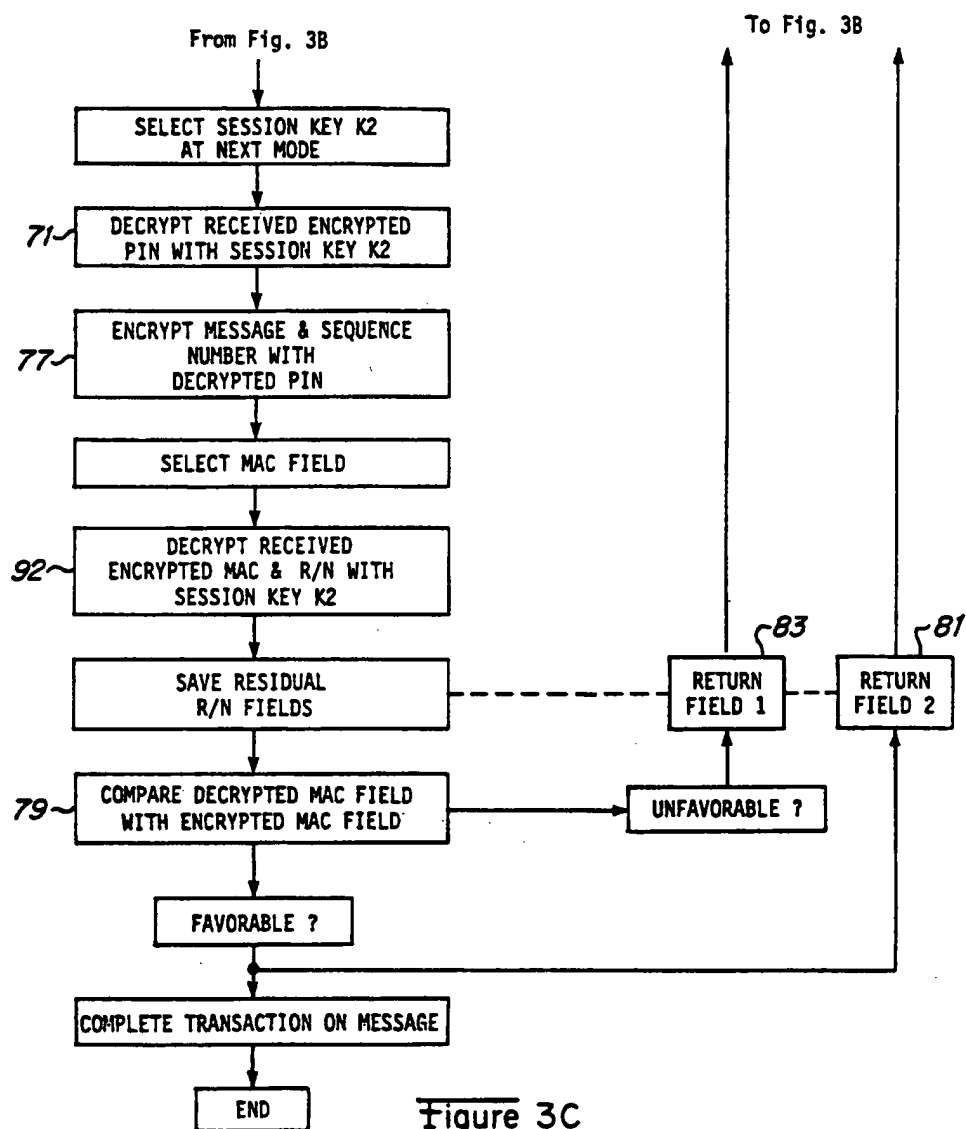 From Fig. 3B
To Fig. 3B
SELECT SESSION KEY K2
AT NEXT MODE
71
DECRYPT RECEIVED ENCRYPTED
PIN WITH SESSION KEY K2
77
ENCRYPT MESSAGE & SEQUENCE
NUMBER WITH
DECRYPTED PIN
SELECT MAC FIELD
92
DECRYPT RECEIVED
ENCRYPTED MAC & R/N WITH
SESSION KEY K2
SAVE RESIDUAL
R/N FIELDS
83
RETURN
FIELD 1
81
RETURN
FIELD 2
79
COMPARE DECRYPTED MAC FIELD
WITH ENCRYPTED MAC FIELD
UNFAVORABLE ?
FAVORABLE ?
COMPLETE TRANSACTION ON MESSAGE
END
Figure 3C